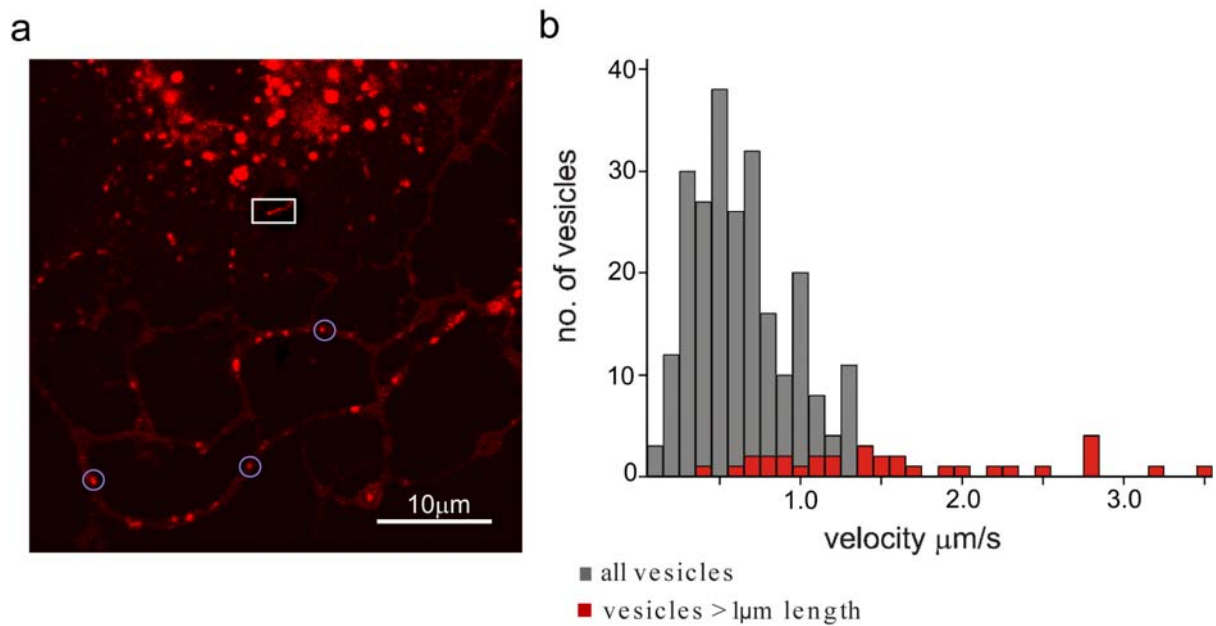 a
10μm
b
no. of vesicles
40
30
20
10
0
1.0
2.0
3.0
velocity μm/s
all vesicles
vesicles >1μm length